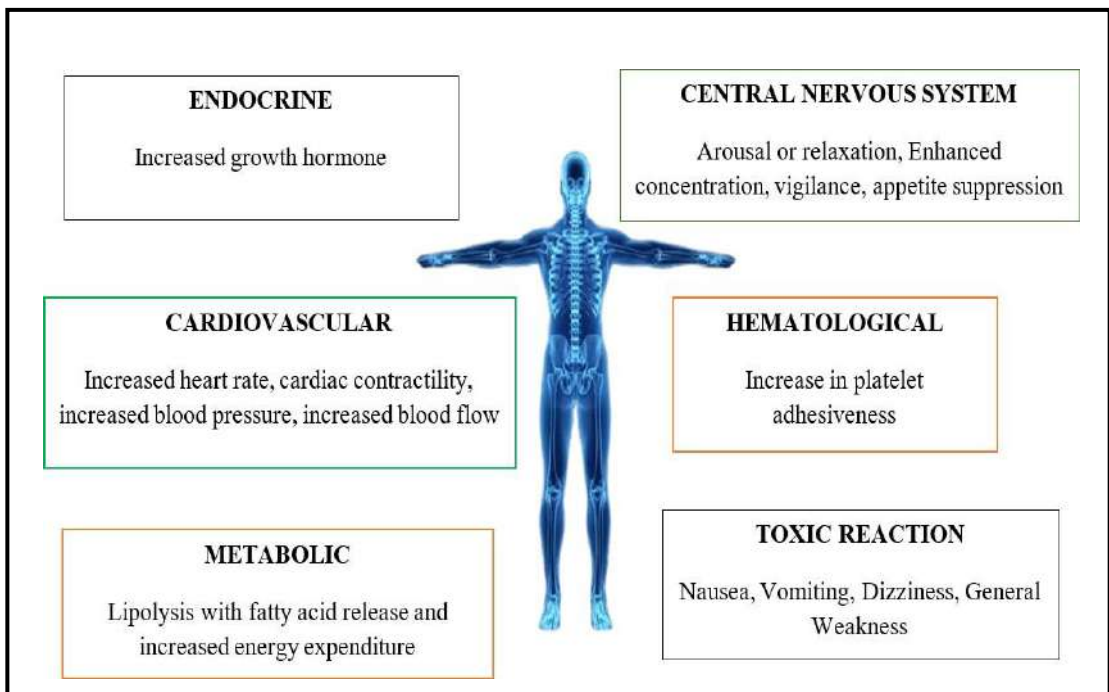 ENDOCRINE
Increased growth hormone
CENTRAL NERVOUS SYSTEM
Arousal or relaxation, Enhanced
concentration, vigilance, appetite suppression
CARDIOVASCULAR
Increased heart rate, cardiac contractility,
increased blood pressure, increased blood flow
HEMATOLOGICAL
Increase in platelet
adhesiveness
METABOLIC
Lipolysis with fatty acid release and
increased energy expenditure
TOXIC REACTION
Nausea, Vomiting, Dizziness, General
Weakness